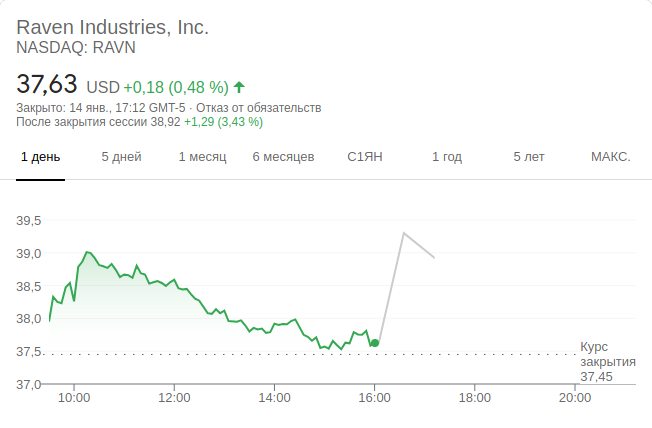 Raven Industries, Inc.
NASDAQ: RAVN
37,63 USD +0,18 (0,48 %)
Закрыто: 14 янв., 17:12 GMT-5 · Отказ от обязательств
После закрытия сессии 38,92 +1,29 (3,43 %)
1 день 5 дней 1 месяц 6 месяцев С1ЯН 1 год 5 лет МАКС.
39,5
39,0
38,5
38,0
37,5
37,0
Курс
закрытия
37,45
10:00 12:00 14:00 16:00 18:00 20:00